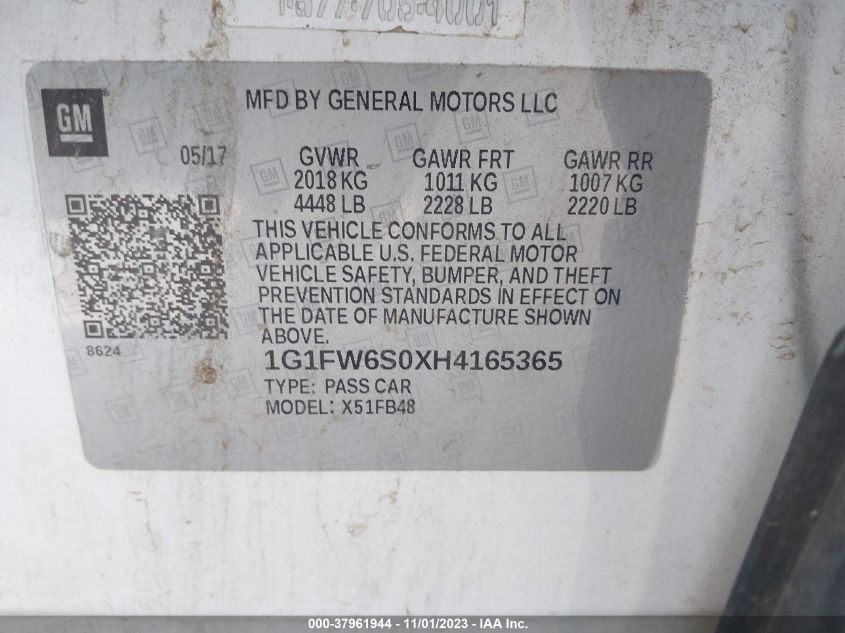 GM
MFD BY GENERAL MOTORS LLC
05/17
GVWR GAWR FRT GAWR RR
2018 KG 1011 KG 1007 KG
4448 LB 2228 LB 2220 LB
THIS VEHICLE CONFORMS TO ALL
APPLICABLE U.S. FEDERAL MOTOR
VEHICLE SAFETY, BUMPER, AND THEFT
PREVENTION STANDARDS IN EFFECT ON
THE DATE OF MANUFACTURE SHOWN
ABOVE.
8624
1G1FW6S0XH4165365
TYPE: PASS CAR
MODEL: X51FB48
000-37961944 - 11/01/2023 - IAA Inc.